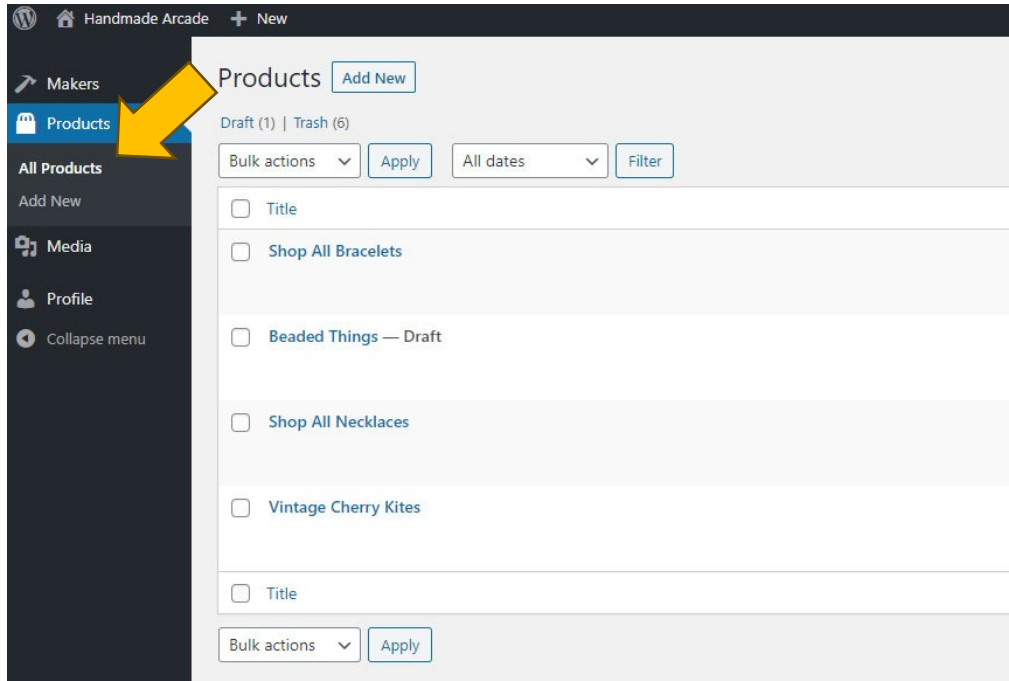 Handmade Arcade New
Makers
Products
All Products
Add New
Media
Profile
Collapse menu
Products Add New
Draft (1) | Trash (6)
Bulk actions Apply All dates Filter
Title
Shop All Bracelets
Beaded Things — Draft
Shop All Necklaces
Vintage Cherry Kites
Title
Bulk actions Apply